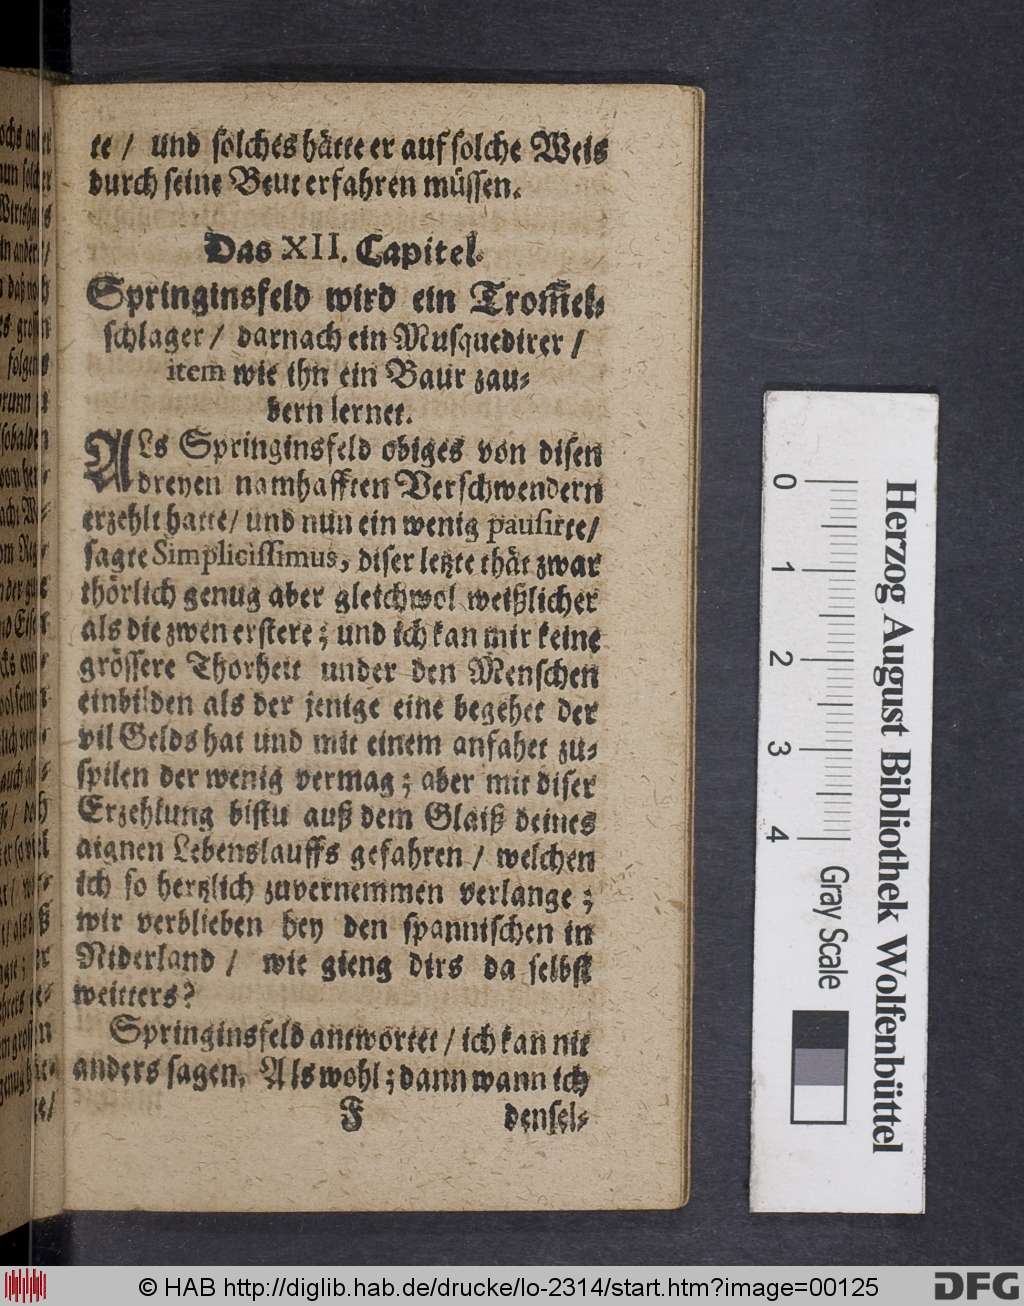 te / und solches hätte er auf solche Weis
durch seine Beut erfahren müssen.
Das XII. Capitel.
Springinsfeld wird ein Trom̃el-
schlager / darnach ein Musquedirer /
item wie ihn ein Baur zau-
bern lernet.
ALs Springinsfeld obiges von disen
dreyen namhafften Verschwendern
erzehlt hatte / und nun ein wenig pausirte /
sagte Simplicissimus, diser letzte thät zwar
thörlich genug aber gleichwol weißlicher
als die zwen erstere ; und ich kan mir keine
grössere Thorheit under den Menschen
einbilden als der jenige eine begehet der
vil Gelds hat und mit einem anfahet zu-
spilen der wenig vermag ; aber mit diser
Erzehlung bistu auß dem Glaiß deines
aignen Lebenslauffs gefahren / welchen
ich so hertzlich zuvernemmen verlange ;
wir verblieben bey den spannischen in
Niderland / wie gieng dirs da selbst
weitters?
Springinsfeld antwortet / ich kan nit
anders sagen. Als wohl ; dann wann ich
F densel-
0 1 2 3 4 Gray Scale
Herzog August Bibliothek Wolfenbüttel
© HAB http://diglib.hab.de/drucke/lo-2314/start.htm?image=00125
DFG